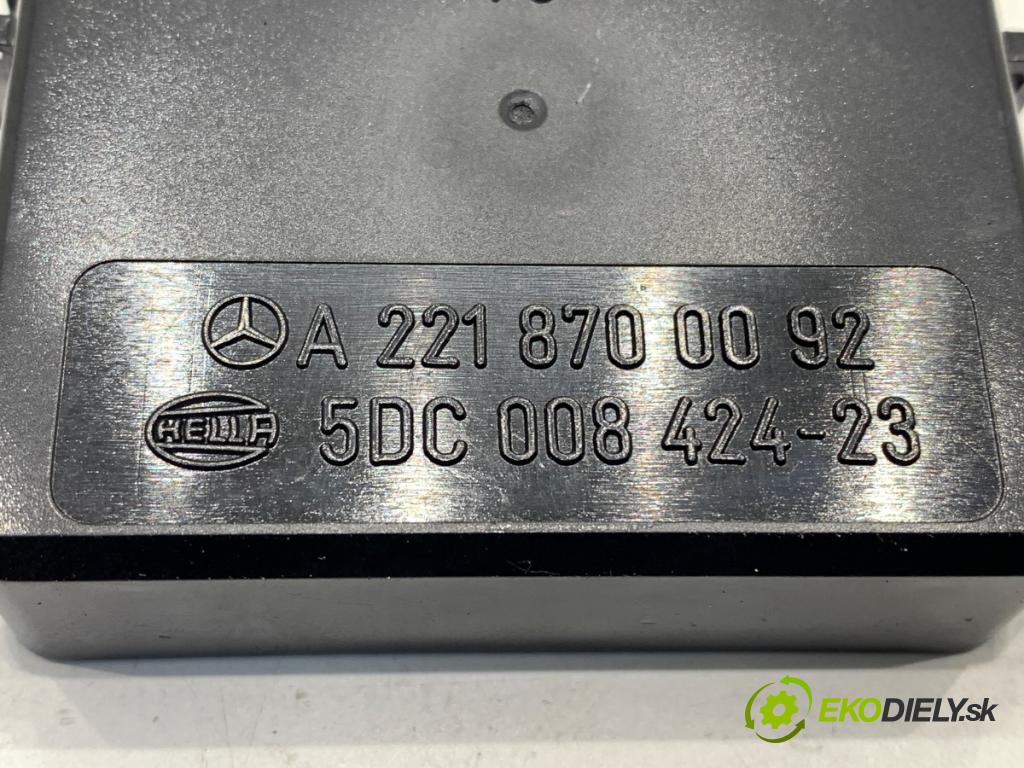 A 221 870 00 92
HELLA 5DC 008 424-23
EKODIELY.sk